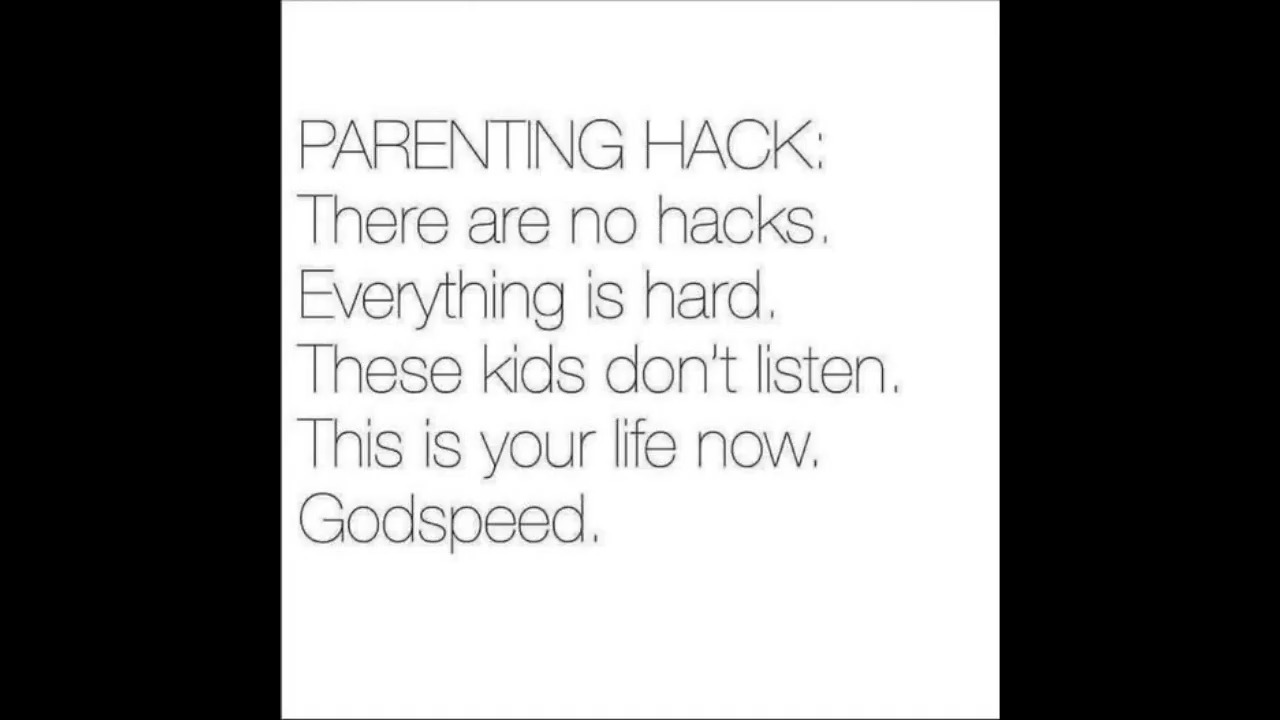 PARENTING HACK:
There are no hacks.
Everything is hard.
These kids don't listen.
This is your life now.
Godspeed.